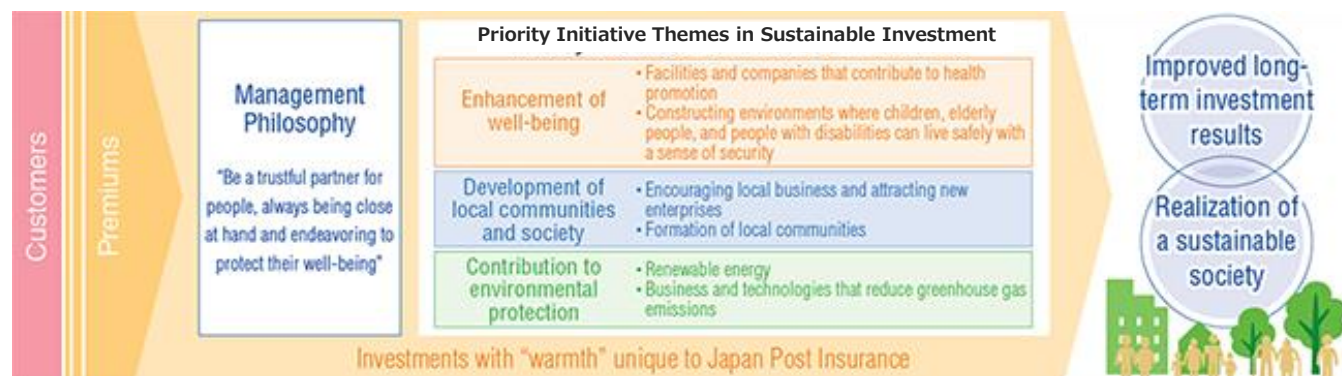 Customers
Premiums
Management
Philosophy
"Be a trustful partner for
people, always being close
at hand and endeavoring to
protect their well-being"
Priority Initiative Themes in Sustainable Investment
Enhancement of
well-being
• Facilities and companies that contribute to health
promotion
• Constructing environments where children, elderly
people, and people with disabilities can live safely with
a sense of security
Development of
local communities
and society
• Encouraging local business and attracting new
enterprises
• Formation of local communities
Contribution to
environmental
protection
• Renewable energy
• Business and technologies that reduce greenhouse gas
emissions
Investments with "warmth" unique to Japan Post Insurance
Improved long-
term investment
results
Realization of
a sustainable
society